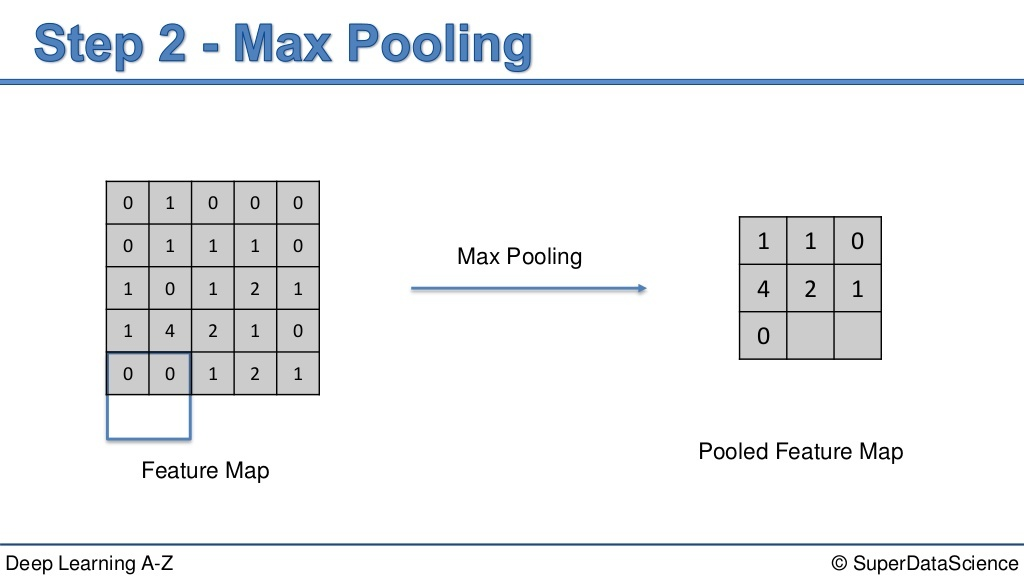 Step 2 - Max Pooling
0 1 0 0 0
0 1 1 1 0
1 0 1 2 1
1 4 2 1 0
0 0 1 2 1
Feature Map
Max Pooling
1 1 0
4 2 1
0
Pooled Feature Map
Deep Learning A-Z
© SuperDataScience